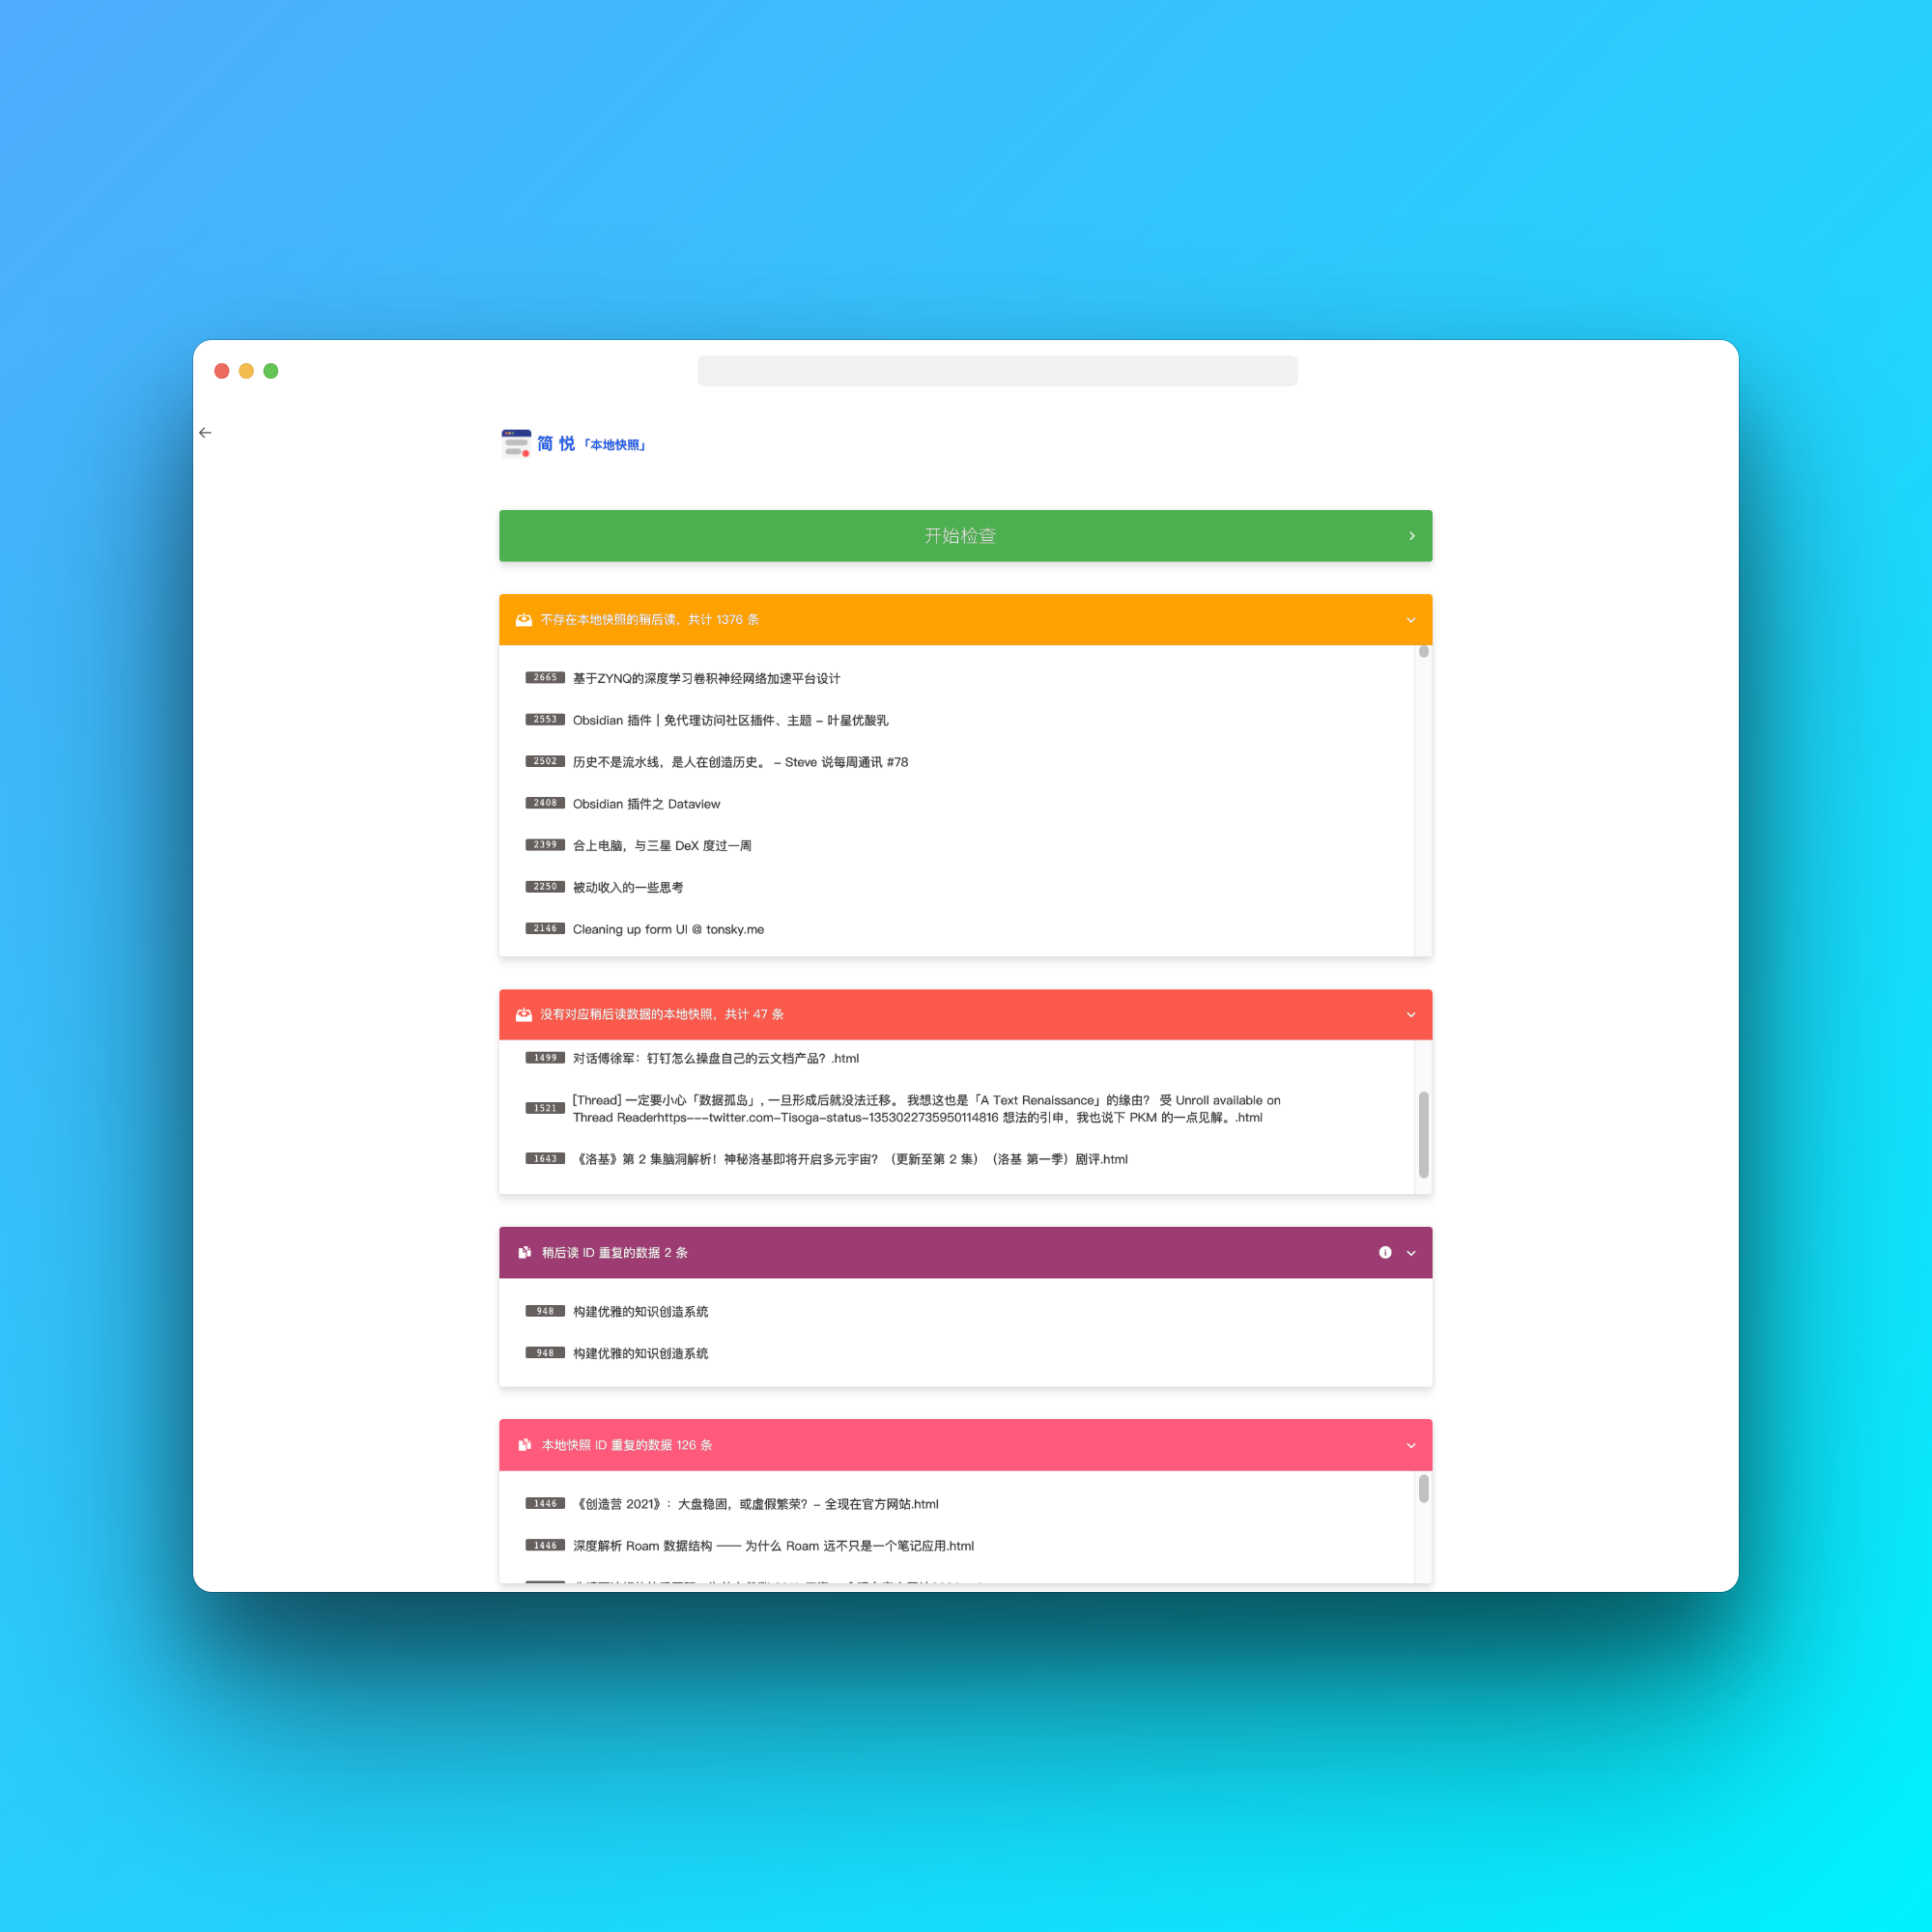 简 悦「本地快照」
开始检查
不存在本地快照的稍后读，共计 1376 条
2665 基于ZYNQ的深度学习卷积神经网络加速平台设计
2553 Obsidian 插件 | 免代理访问社区插件、主题 - 叶星优酸乳
2502 历史不是流水线，是人在创造历史。 - Steve 说每周通讯 #78
2408 Obsidian 插件之 Dataview
2399 合上电脑，与三星 DeX 度过一周
2250 被动收入的一些思考
2146 Cleaning up form UI @ tonsky.me
没有对应稍后读数据的本地快照，共计 47 条
1499 对话傅徐军：钉钉怎么操盘自己的云文档产品？.html
1521 [Thread] 一定要小心「数据孤岛」, 一旦形成后就没法迁移。 我想这也是「A Text Renaissance」的缘由？ 受 Unroll available on
Thread Readerhttps---twitter.com-Tisoga-status-1353022735950114816 想法的引申，我也说下 PKM 的一点见解。.html
1643 《洛基》第 2 集脑洞解析！神秘洛基即将开启多元宇宙？（更新至第 2 集）（洛基 第一季）剧评.html
稍后读 ID 重复的数据 2 条
948 构建优雅的知识创造系统
948 构建优雅的知识创造系统
本地快照 ID 重复的数据 126 条
1446 《创造营 2021》：大盘稳固，或虚假繁荣？- 全现在官方网站.html
1446 深度解析 Roam 数据结构 —— 为什么 Roam 远不只是一个笔记应用.html